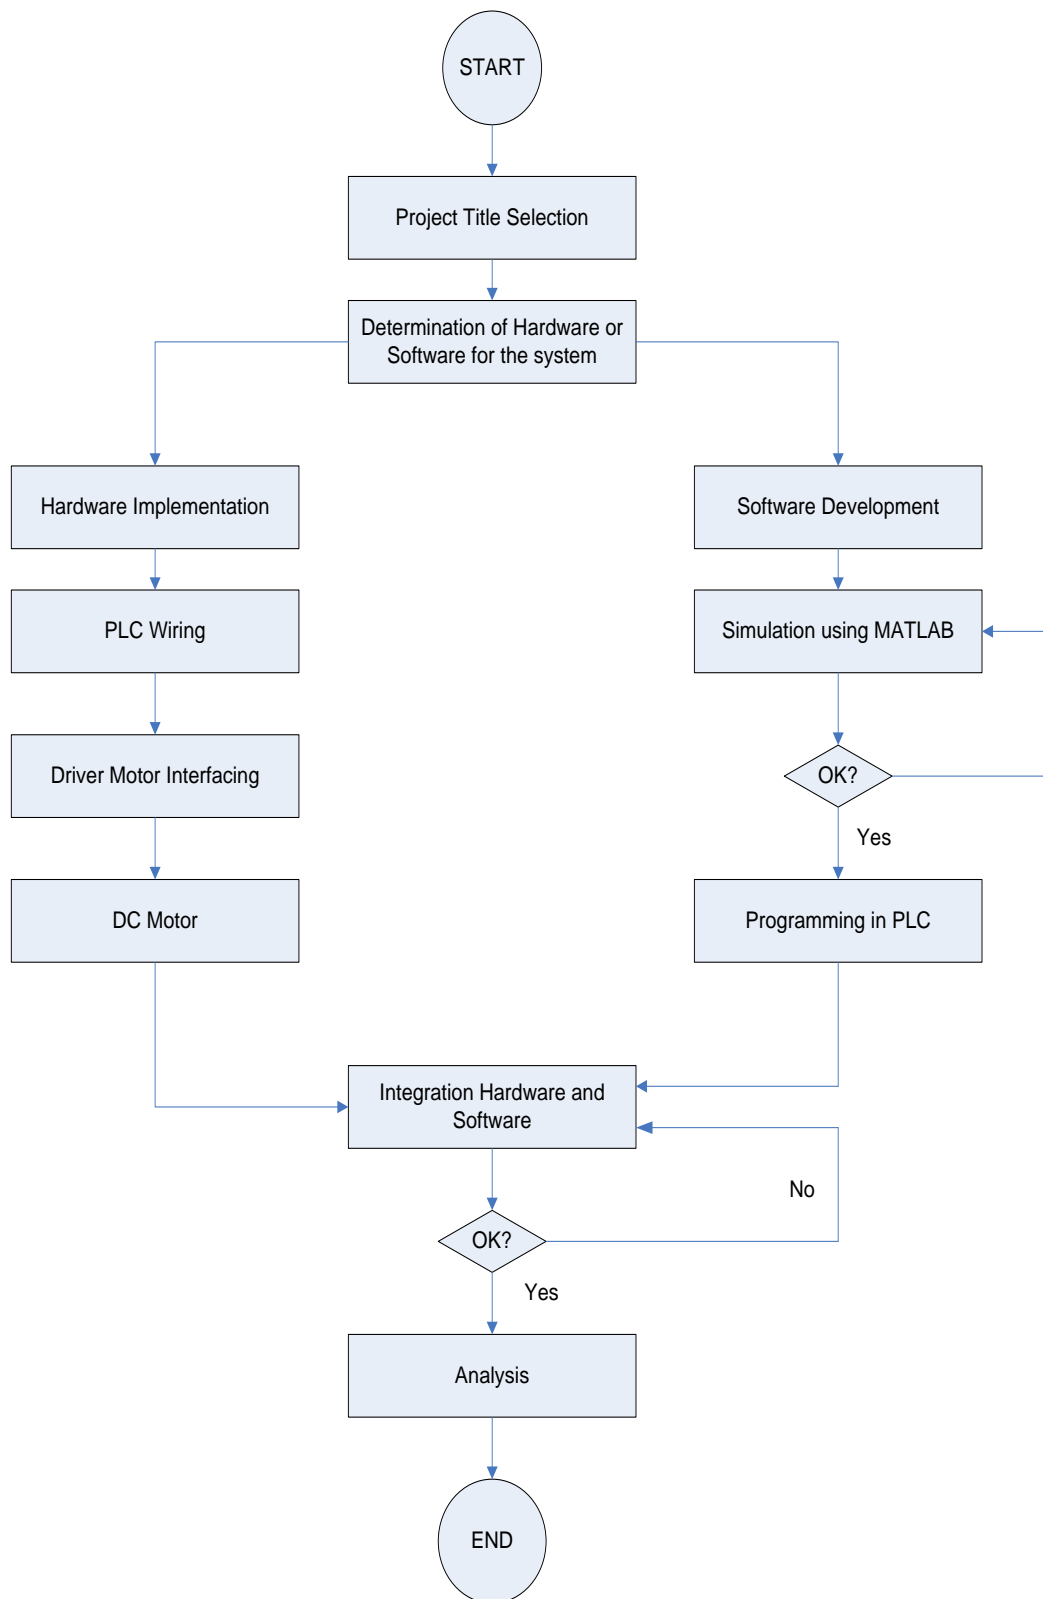 START
Project Title Selection
Determination of Hardware or
Software for the system
Hardware Implementation
Software Development
PLC Wiring
Simulation using MATLAB
Driver Motor Interfacing
OK?
Yes
DC Motor
Programming in PLC
Integration Hardware and
Software
No
OK?
Yes
Analysis
END